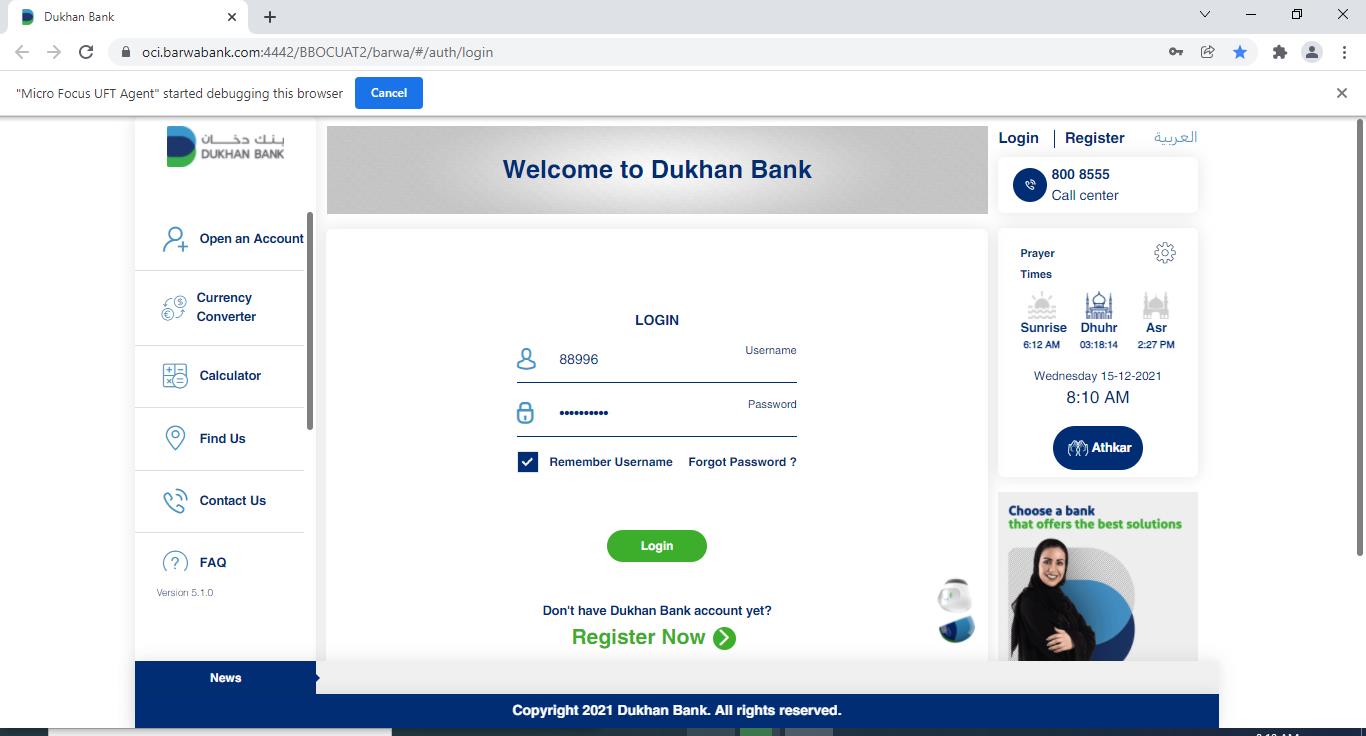 Dukhan Bank
oci.barwabank.com:4442/BBOCUAT2/barwa/#/auth/login
"Micro Focus UFT Agent" started debugging this browser
Cancel
بنك دخان
DUKHAN BANK
Open an Account
Currency
Converter
Calculator
Find Us
Contact Us
FAQ
Version 5.1.0
Welcome to Dukhan Bank
LOGIN
Username
88996
Password
••••••••••
Remember Username Forgot Password ?
Login
Don't have Dukhan Bank account yet?
Register Now
Login | Register العربية
800 8555
Call center
Prayer
Times
Sunrise Dhuhr Asr
6:12 AM 03:18:14 2:27 PM
Wednesday 15-12-2021
8:10 AM
Athkar
Choose a bank
that offers the best solutions
News
Copyright 2021 Dukhan Bank. All rights reserved.